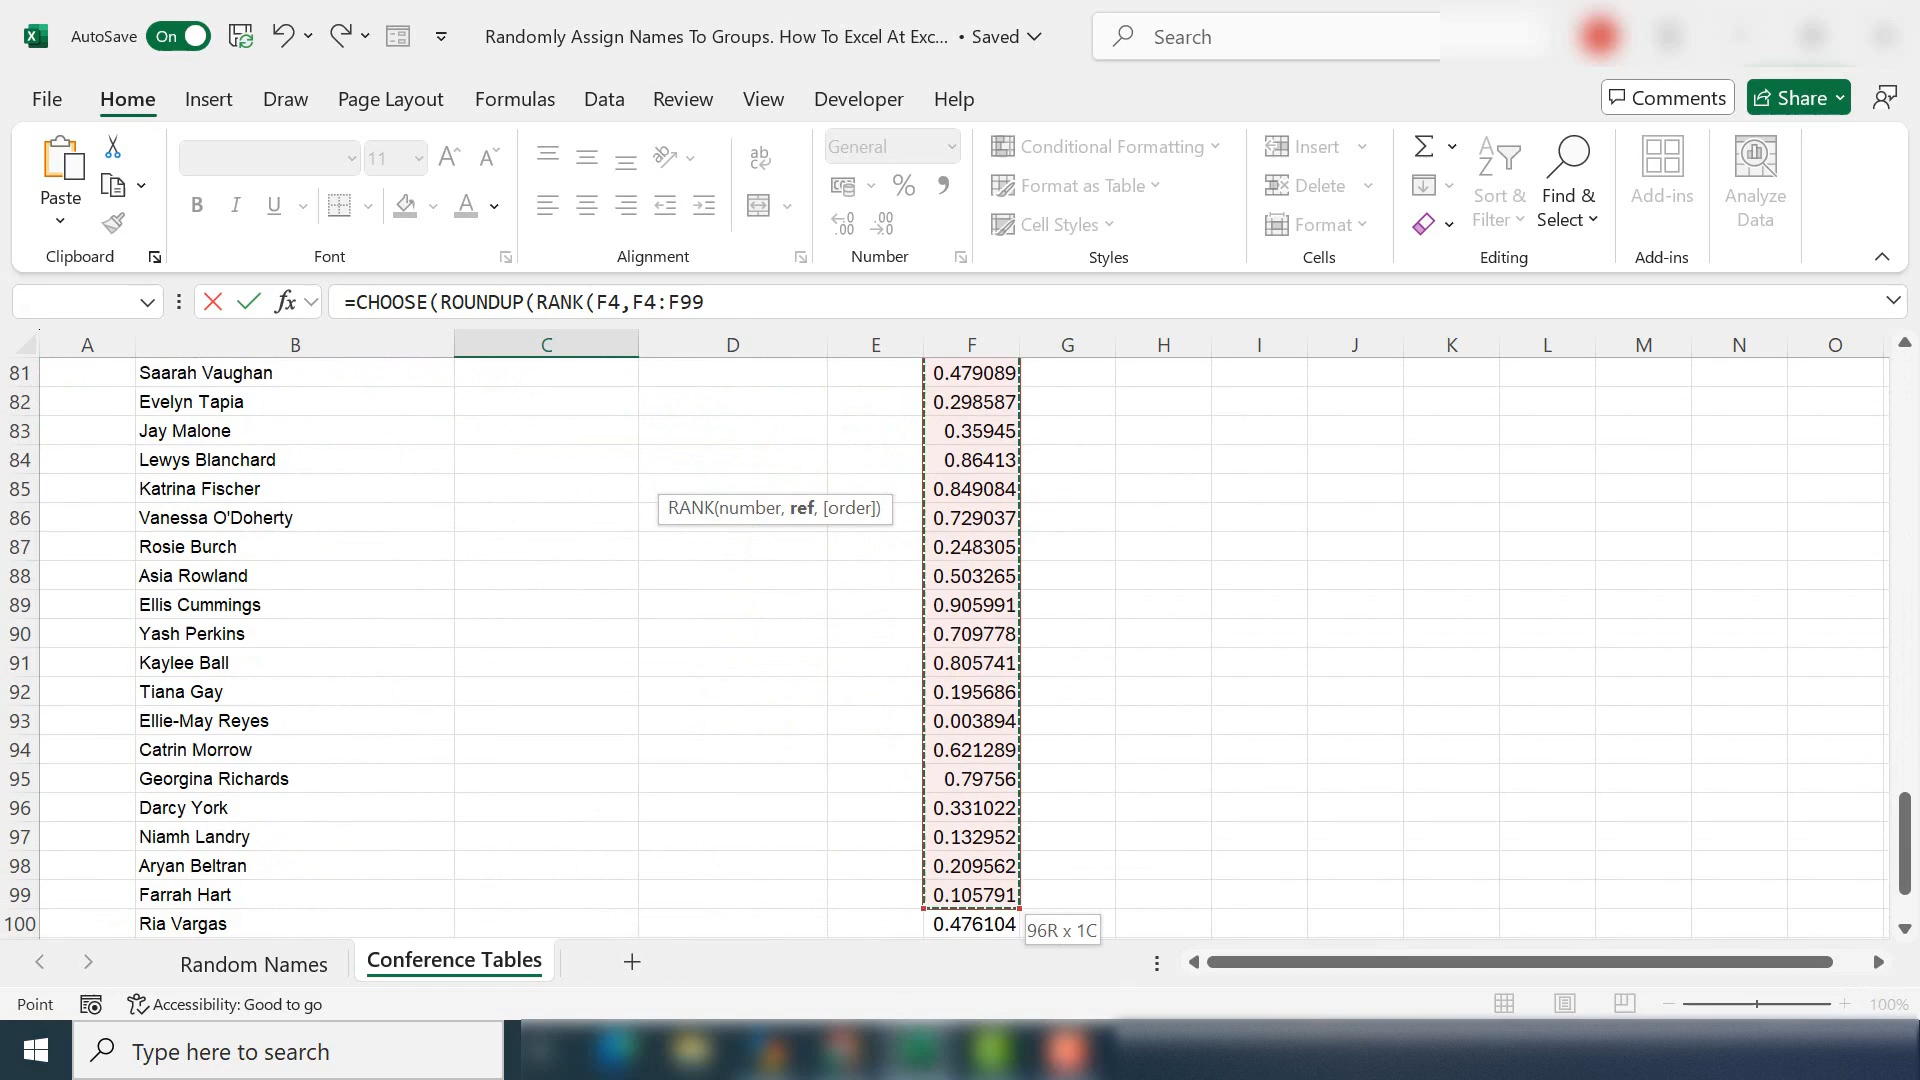 AutoSave On Randomly Assign Names To Groups. How To Excel At Exc... • Saved Search
File Home Insert Draw Page Layout Formulas Data Review View Developer Help Comments Share
Paste
Clipboard
11
B I U A
Font
ab
Alignment
General
% 9
Number
Conditional Formatting
Format as Table
Cell Styles
Styles
Insert
Delete
Format
Cells
Sort & Filter
Find & Select
Editing
Add-ins
Add-ins
Analyze Data
fx =CHOOSE(ROUNDUP(RANK(F4,F4:F99
A B C D E F G H I J K L M N O
81 Saarah Vaughan 0.479089
82 Evelyn Tapia 0.298587
83 Jay Malone 0.35945
84 Lewys Blanchard 0.86413
85 Katrina Fischer 0.849084
RANK(number, ref, [order])
86 Vanessa O'Doherty 0.729037
87 Rosie Burch 0.248305
88 Asia Rowland 0.503265
89 Ellis Cummings 0.905991
90 Yash Perkins 0.709778
91 Kaylee Ball 0.805741
92 Tiana Gay 0.195686
93 Ellie-May Reyes 0.003894
94 Catrin Morrow 0.621289
95 Georgina Richards 0.79756
96 Darcy York 0.331022
97 Niamh Landry 0.132952
98 Aryan Beltran 0.209562
99 Farrah Hart 0.105791
100 Ria Vargas 0.476104
96R x 1C
Random Names Conference Tables
Point Accessibility: Good to go 100%
Type here to search